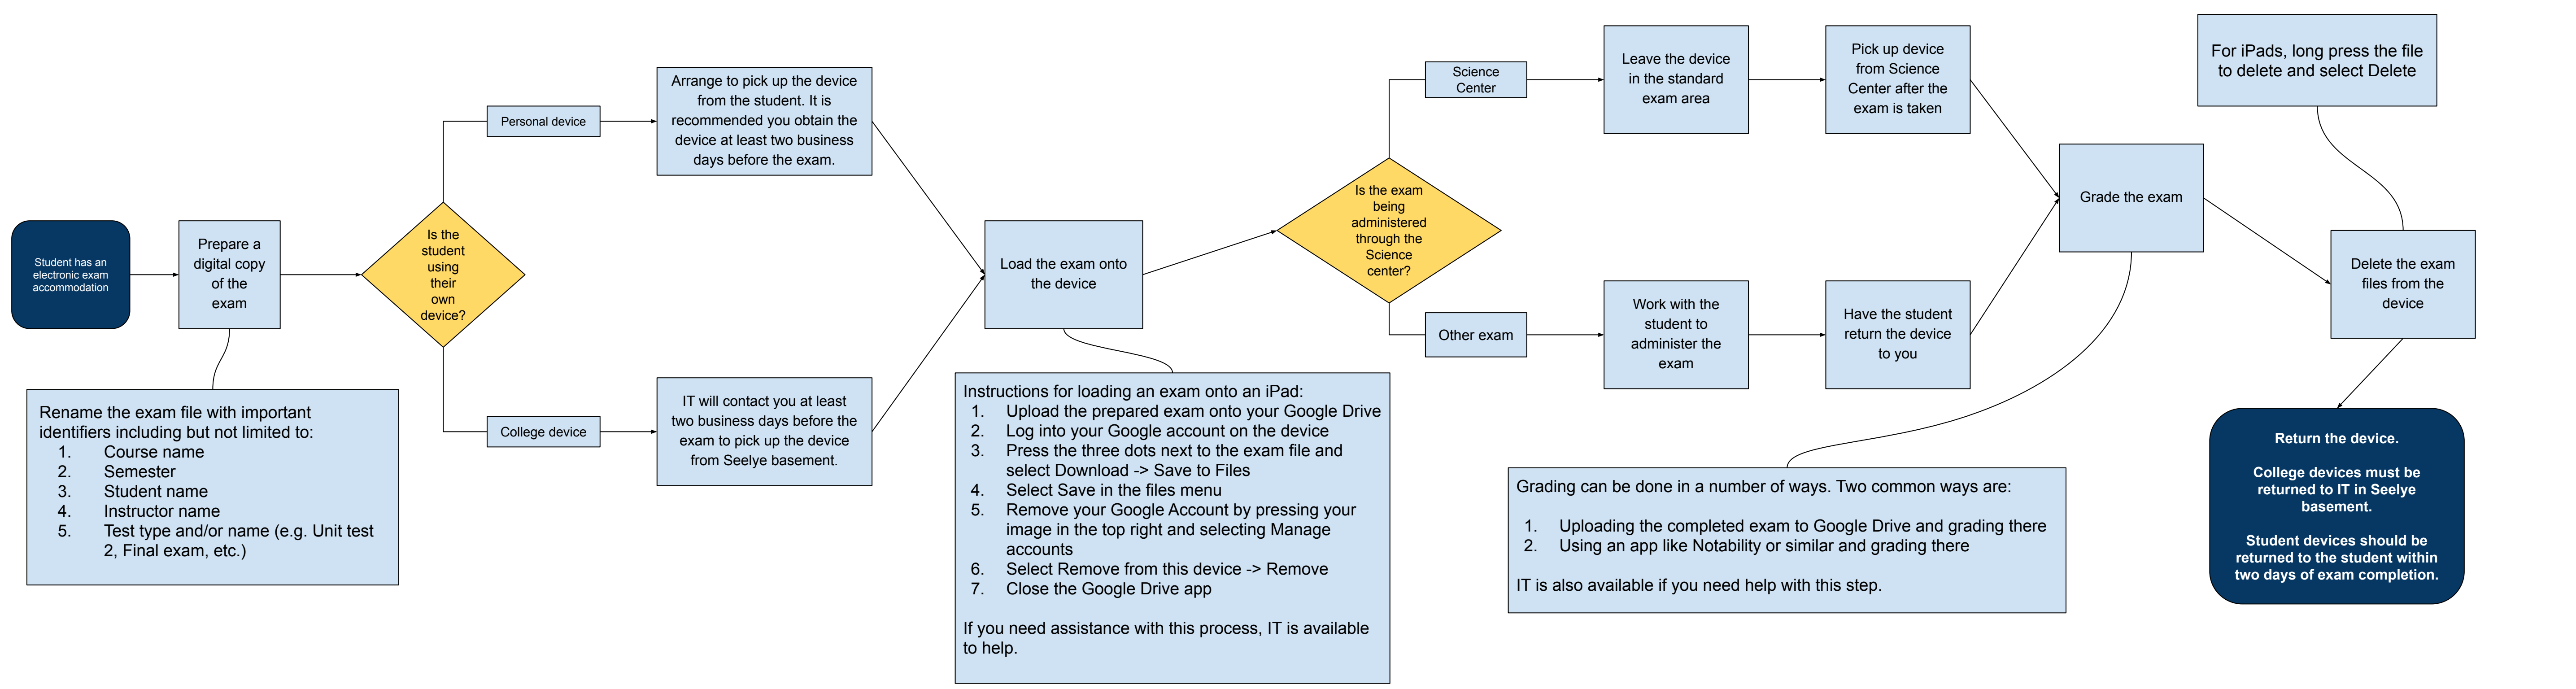 Student has an
electronic exam
accommodation
Prepare a
digital copy
of the
exam
Rename the exam file with important
identifiers including but not limited to:
1. Course name
2. Semester
3. Student name
4. Instructor name
5. Test type and/or name (e.g. Unit test
2, Final exam, etc.)
Is the
student
using
their
own
device?
Personal device
Arrange to pick up the device
from the student. It is
recommended you obtain the
device at least two business
days before the exam.
College device
IT will contact you at least
two business days before the
exam to pick up the device
from Seelye basement.
Load the exam onto
the device
Instructions for loading an exam onto an iPad:
1. Upload the prepared exam onto your Google Drive
2. Log into your Google account on the device
3. Press the three dots next to the exam file and
select Download -> Save to Files
4. Select Save in the files menu
5. Remove your Google Account by pressing your
image in the top right and selecting Manage
accounts
6. Select Remove from this device -> Remove
7. Close the Google Drive app
If you need assistance with this process, IT is available
to help.
Is the exam
being
administered
through the
Science
center?
Science
Center
Leave the device
in the standard
exam area
Pick up device
from Science
Center after the
exam is taken
Other exam
Work with the
student to
administer the
exam
Have the student
return the device
to you
Grade the exam
Grading can be done in a number of ways. Two common ways are:
1. Uploading the completed exam to Google Drive and grading there
2. Using an app like Notability or similar and grading there
IT is also available if you need help with this step.
For iPads, long press the file
to delete and select Delete
Delete the exam
files from the
device
Return the device.
College devices must be
returned to IT in Seelye
basement.
Student devices should be
returned to the student within
two days of exam completion.